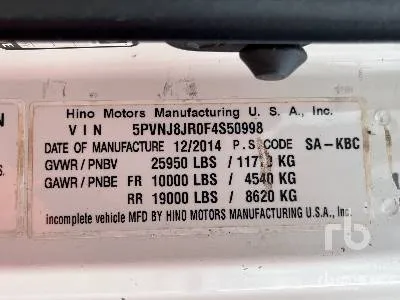 Hino Motors Manufacturing U. S. A., Inc.
VIN 5PVNJ8JR0F4S50998
DATE OF MANUFACTURE 12/2014 P.S.CODE SA-KBC
GVWR / PNBV 25950 LBS / KG
GAWR / PNBE FR 10000 LBS / 4540 KG
RR 19000 LBS / 8620 KG
incomplete vehicle MFD BY HINO MOTORS MANUFACTURING U.S.A., Inc.
rb